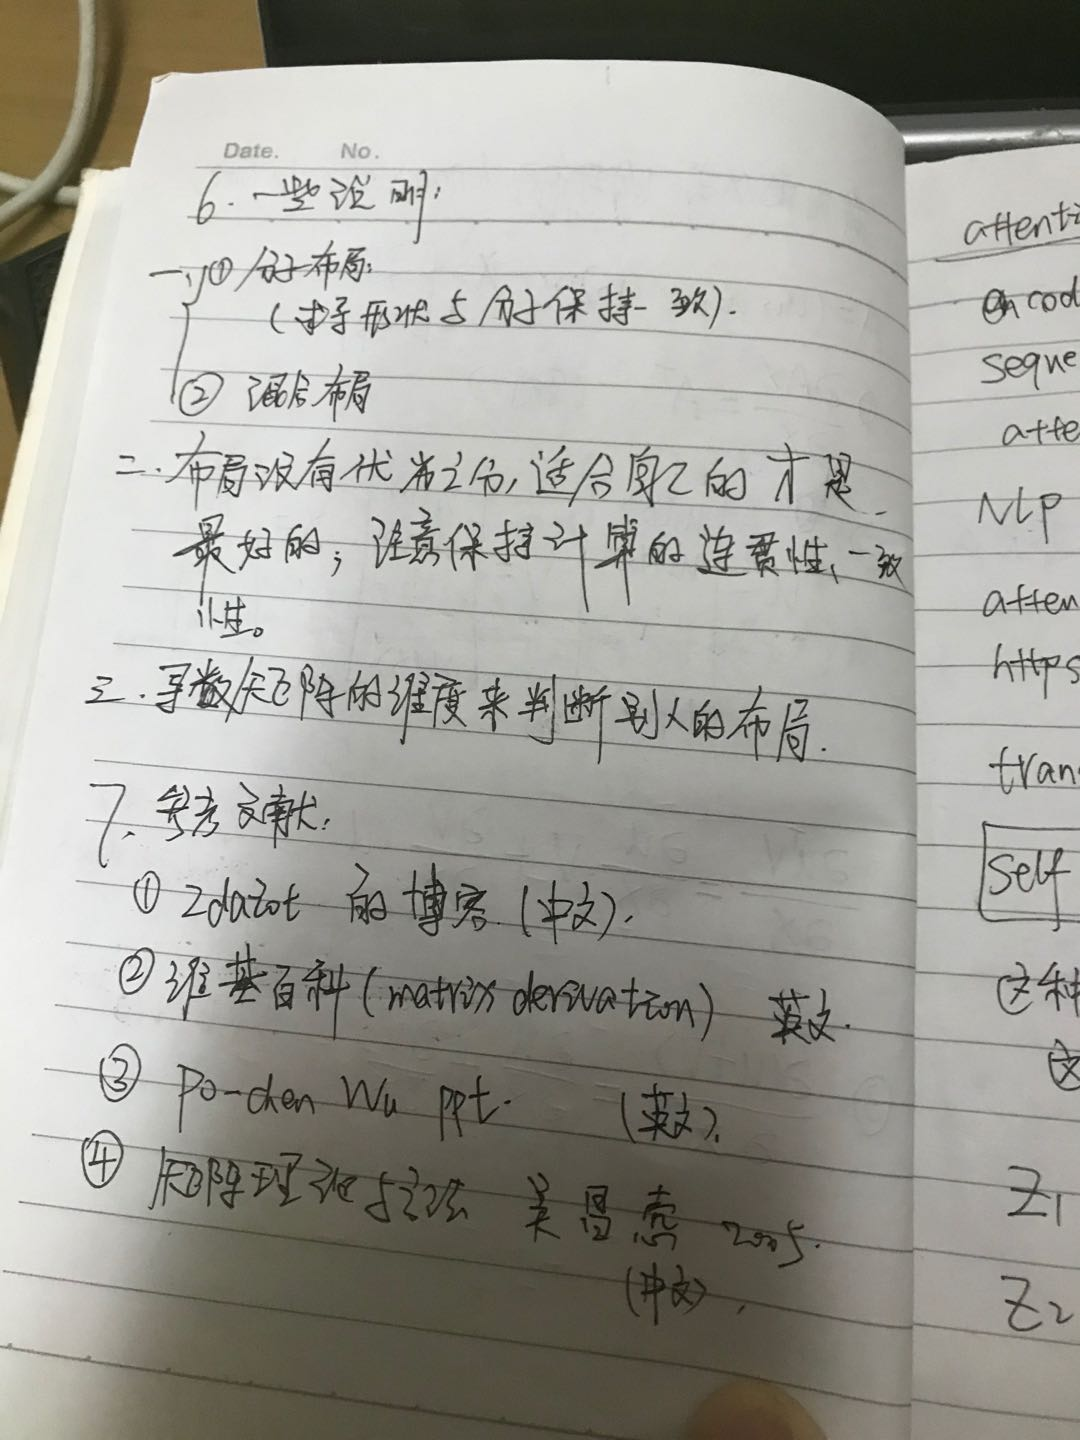 Date. No.
6. 一些说明:
一、① 分子布局:
(求导形状与分子保持一致).
② 混合布局
二. 布局没有优劣之分, 适合自己的才是
最好的; 注意保持计算的连贯性、一致
性。
三. 导数矩阵的维度来判断别人的布局.
7. 参考文献:
① Zdazot 的博客. (中文).
② 维基百科 (matrix derivation) 英文.
③ Po-chen Wu ppt. (英文).
④ 矩阵理论与方法 吴昌悫 2005.
(中文).
attenti
encod
seque
atte
NLP
atten
https
tran
self
这种
这
Z1
Z2